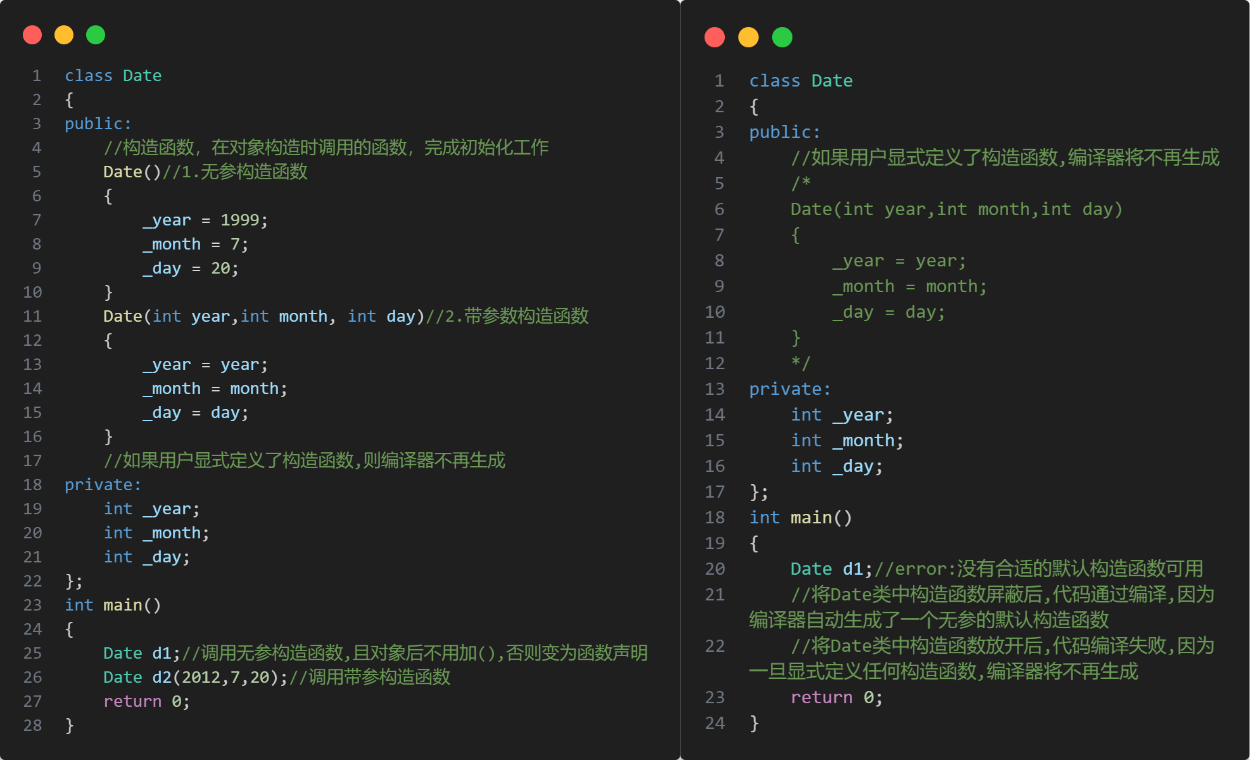 1 class Date
2 {
3 public:
4 //构造函数，在对象构造时调用的函数，完成初始化工作
5 Date()//1.无参构造函数
6 {
7 _year = 1999;
8 _month = 7;
9 _day = 20;
10 }
11 Date(int year,int month, int day)//2.带参数构造函数
12 {
13 _year = year;
14 _month = month;
15 _day = day;
16 }
17 //如果用户显式定义了构造函数,则编译器不再生成
18 private:
19 int _year;
20 int _month;
21 int _day;
22 };
23 int main()
24 {
25 Date d1;//调用无参构造函数,且对象后不用加(),否则变为函数声明
26 Date d2(2012,7,20);//调用带参构造函数
27 return 0;
28 }
1 class Date
2 {
3 public:
4 //如果用户显式定义了构造函数,编译器将不再生成
5 /*
6 Date(int year,int month,int day)
7 {
8 _year = year;
9 _month = month;
10 _day = day;
11 }
12 */
13 private:
14 int _year;
15 int _month;
16 int _day;
17 };
18 int main()
19 {
20 Date d1;//error:没有合适的默认构造函数可用
21 //将Date类中构造函数屏蔽后,代码通过编译,因为
编译器自动生成了一个无参的默认构造函数
22 //将Date类中构造函数放开后,代码编译失败,因为
一旦显式定义任何构造函数,编译器将不再生成
23 return 0;
24 }